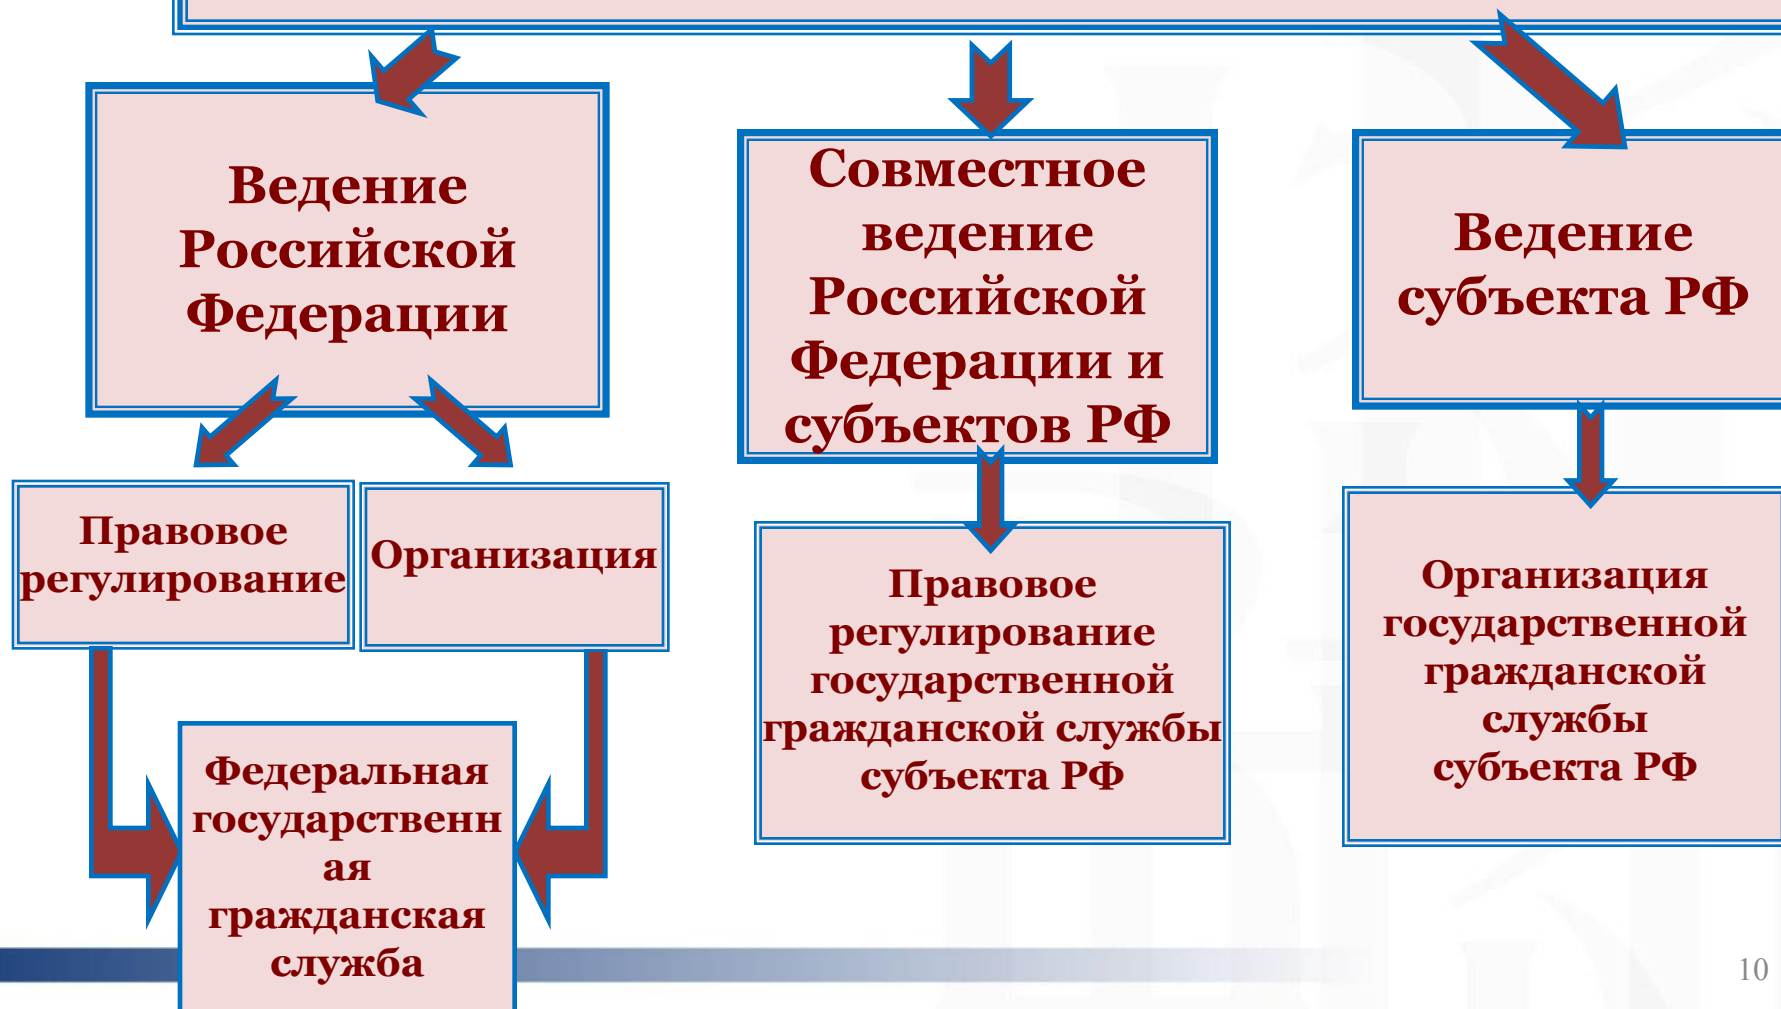 Ведение
Российской
Федерации
Совместное
ведение
Российской
Федерации и
субъектов РФ
Ведение
субъекта РФ
Правовое
регулирование
Организация
Правовое
регулирование
государственной
гражданской службы
субъекта РФ
Организация
государственной
гражданской
службы
субъекта РФ
Федеральная
государственн
ая
гражданская
служба
10